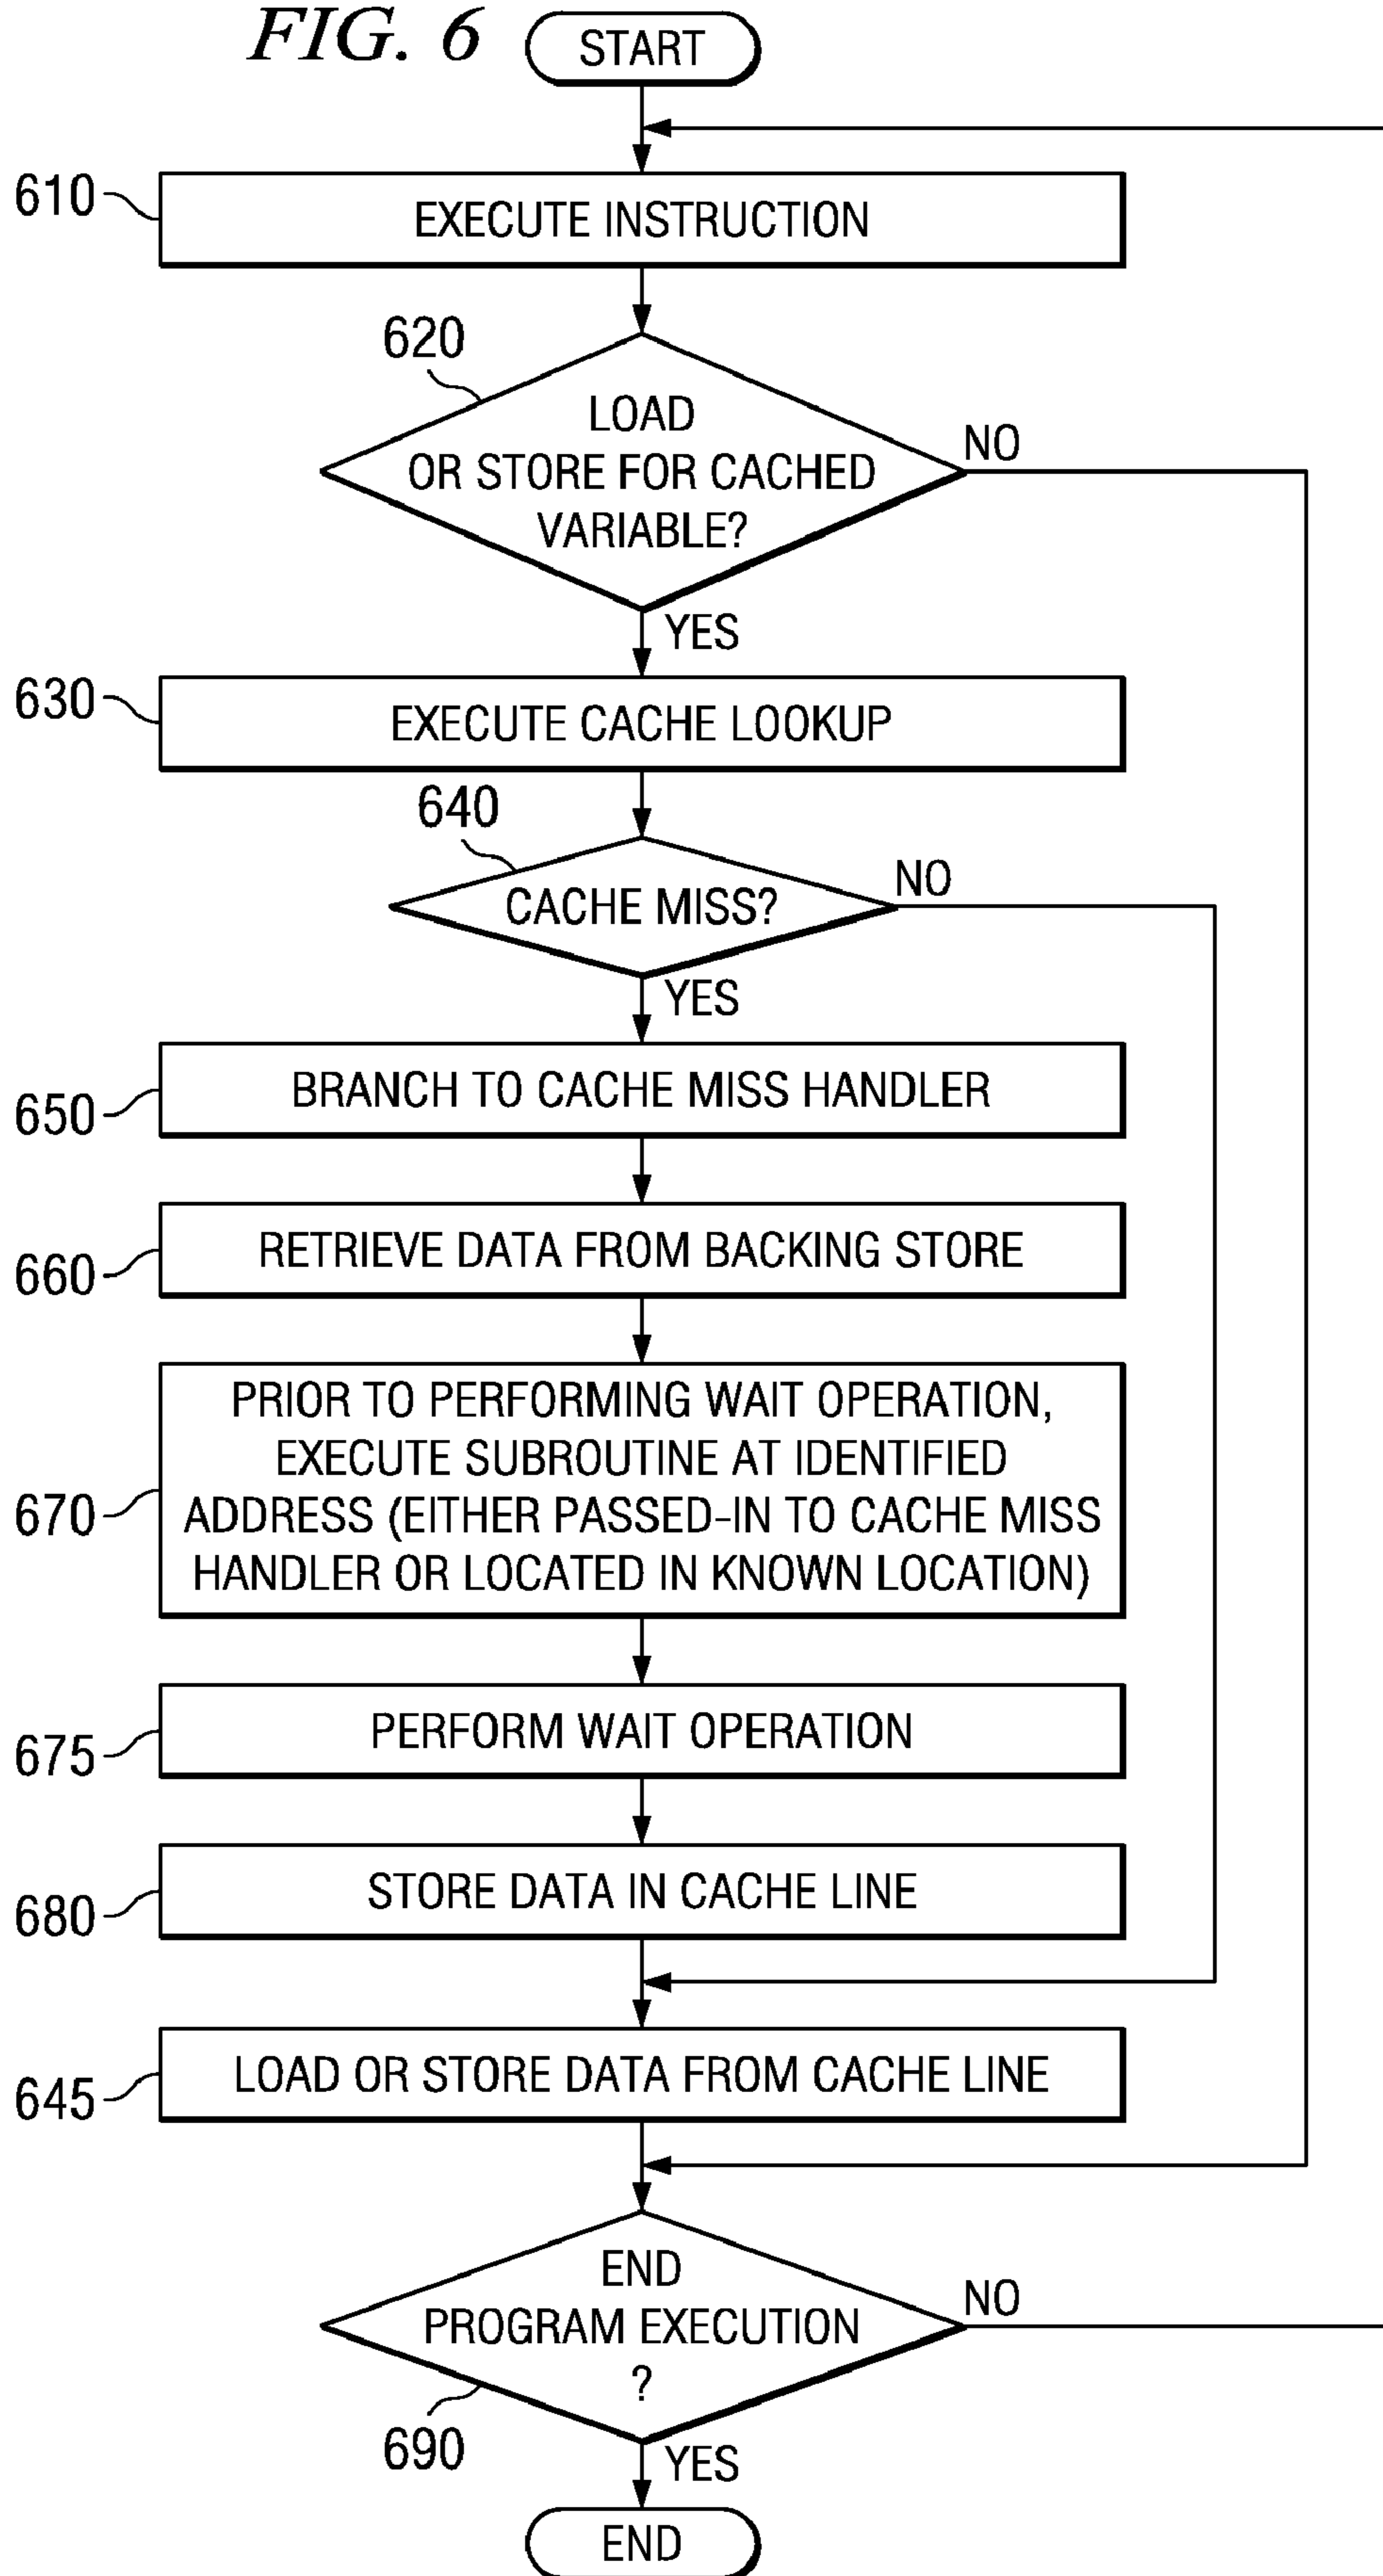 FIG. 6
START
610
EXECUTE INSTRUCTION
620
LOAD
OR STORE FOR CACHED
VARIABLE?
NO
YES
630
EXECUTE CACHE LOOKUP
640
CACHE MISS?
NO
YES
650
BRANCH TO CACHE MISS HANDLER
660
RETRIEVE DATA FROM BACKING STORE
670
PRIOR TO PERFORMING WAIT OPERATION,
EXECUTE SUBROUTINE AT IDENTIFIED
ADDRESS (EITHER PASSED-IN TO CACHE MISS
HANDLER OR LOCATED IN KNOWN LOCATION)
675
PERFORM WAIT OPERATION
680
STORE DATA IN CACHE LINE
645
LOAD OR STORE DATA FROM CACHE LINE
END
PROGRAM EXECUTION
?
NO
690
YES
END